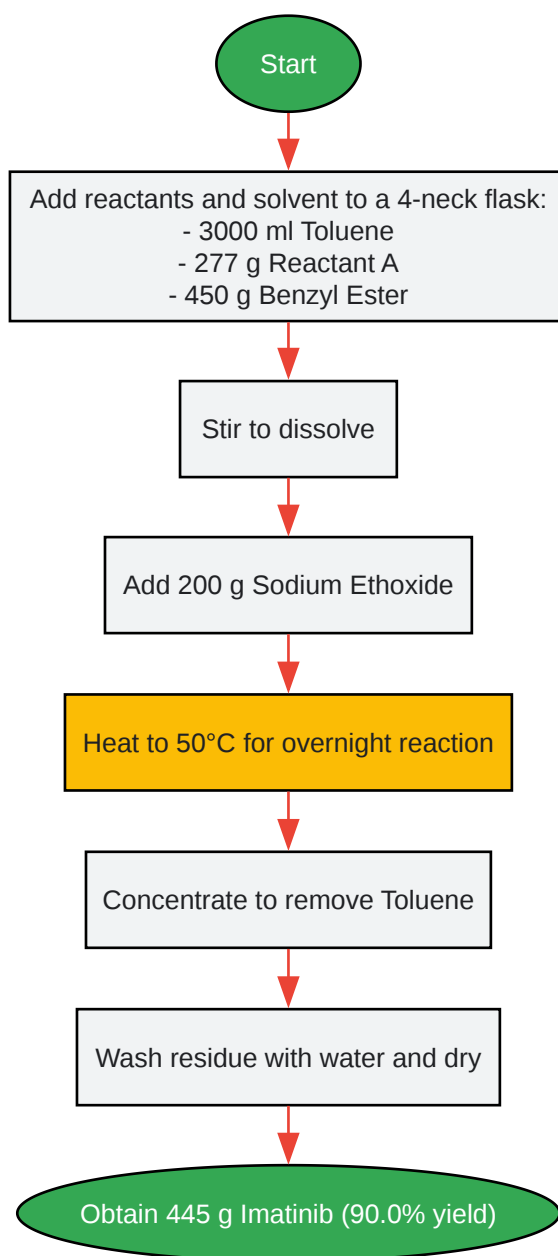 Start
Add reactants and solvent to a 4-neck flask:
- 3000 ml Toluene
- 277 g Reactant A
- 450 g Benzyl Ester
Stir to dissolve
Add 200 g Sodium Ethoxide
Heat to 50°C for overnight reaction
Concentrate to remove Toluene
Wash residue with water and dry
Obtain 445 g Imatinib (90.0% yield)